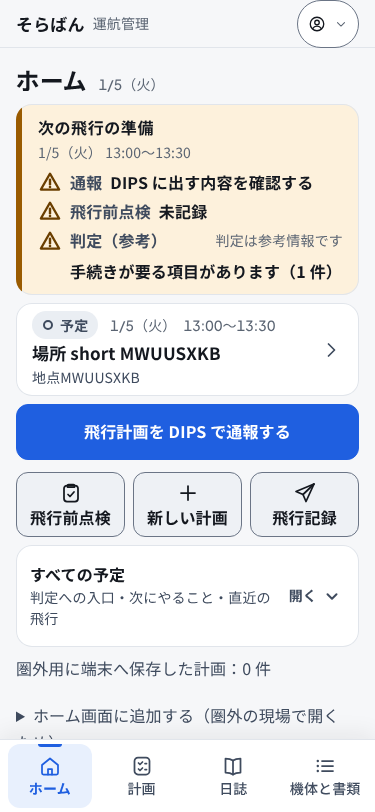 そらばん 運航管理
ホーム 1/5（火）
次の飛行の準備
1/5（火） 13:00〜13:30
通報 DIPS に出す内容を確認する
飛行前点検 未記録
判定（参考） 判定は参考情報です
手続きが要る項目があります（1 件）
予定 1/5（火） 13:00〜13:30
場所 short MWUUSXKB
地点MWUUSXKB
飛行計画を DIPS で通報する
飛行前点検 新しい計画 飛行記録
すべての予定
判定への入口・次にやること・直近の
飛行
開く
圏外用に端末へ保存した計画：0 件
ホーム画面に追加する（圏外の現場で開く
ホーム 計画 日誌 機体と書類